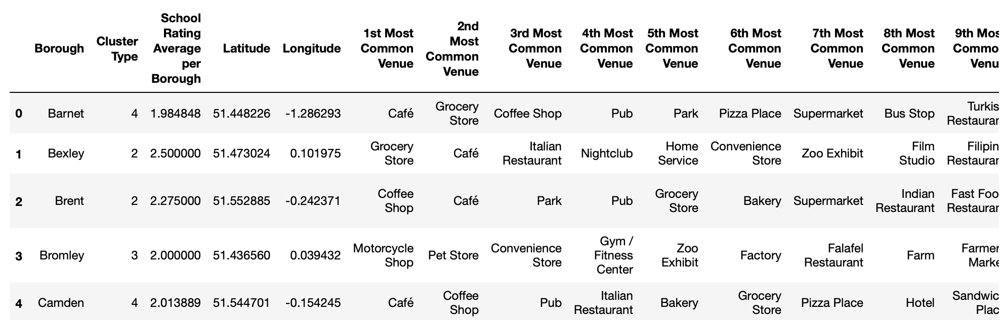 Borough Cluster Type School Rating Average per Borough Latitude Longitude 1st Most Common Venue 2nd Most Common Venue 3rd Most Common Venue 4th Most Common Venue 5th Most Common Venue 6th Most Common Venue 7th Most Common Venue 8th Most Common Venue 9th Mos Commo Venu
0 Barnet 4 1.984848 51.448226 -1.286293 Café Grocery Store Coffee Shop Pub Park Pizza Place Supermarket Bus Stop Turkis Restauran
1 Bexley 2 2.500000 51.473024 0.101975 Grocery Store Café Italian Restaurant Nightclub Home Service Convenience Store Zoo Exhibit Film Studio Filipin Restauran
2 Brent 2 2.275000 51.552885 -0.242371 Coffee Shop Café Park Pub Grocery Store Bakery Supermarket Indian Restaurant Fast Foo Restauran
3 Bromley 3 2.000000 51.436560 0.039432 Motorcycle Shop Pet Store Convenience Store Gym / Fitness Center Zoo Exhibit Factory Falafel Restaurant Farm Farmer Marke
4 Camden 4 2.013889 51.544701 -0.154245 Café Coffee Shop Pub Italian Restaurant Bakery Grocery Store Pizza Place Hotel Sandwic Plac